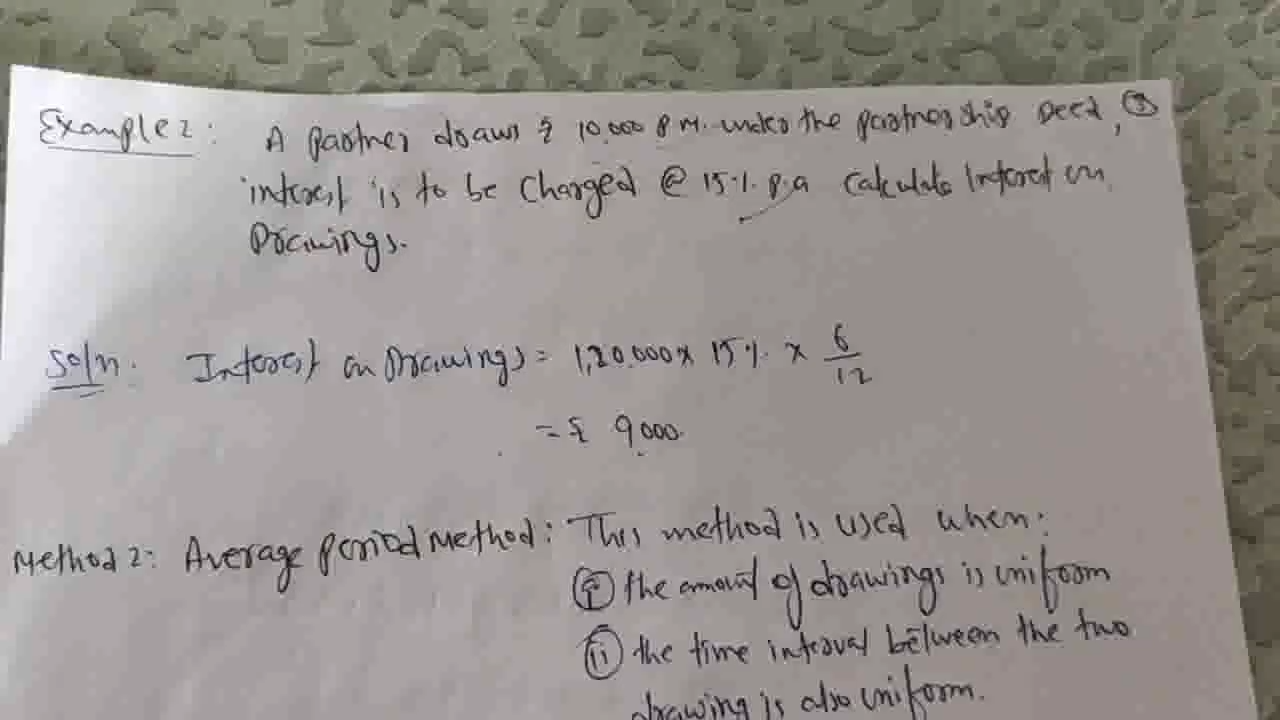 Example 2: A partner draws ₹ 10,000 P.M. under the partnership Deed, ③
interest is to be charged @ 15%. p.a Calculate Interest on
Drawings.
Soln. Interest on Drawings = 1,20,000 x 15%. x 6/12
= ₹ 9,000.
Method 2: Average period Method: This method is used when:
(i) the amount of drawings is uniform
(ii) the time interval between the two
drawing is also uniform.